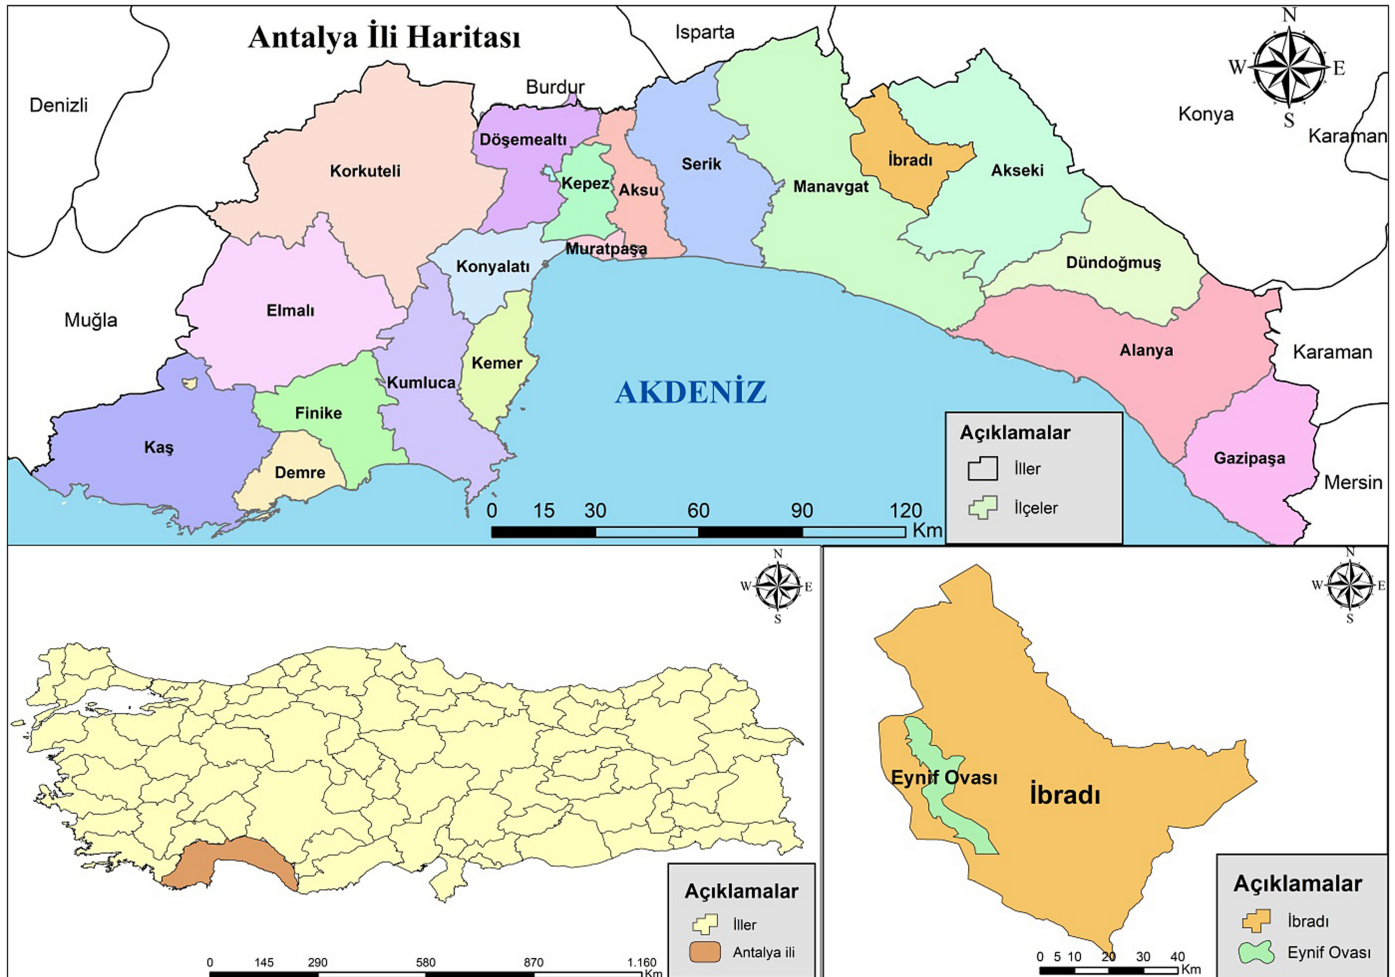 Antalya İli Haritası
Isparta
N
W
E
S
Denizli
Burdur
Konya
Karaman
Korkuteli
Döşemealtı
Kepez
Aksu
Serik
Manavgat
İbradı
Akseki
Muratpaşa
Konyalatı
Dündoğmuş
Elmalı
Muğla
Kemer
Kumluca
Alanya
Karaman
Finike
AKDENİZ
Kaş
Demre
Gazipaşa
Mersin
Açıklamalar
İller
İlçeler
0 15 30 60 90 120
Km
N
W
E
S
Açıklamalar
İller
Antalya ili
0 145 290 580 870 1.160
Km
N
W
E
S
Eynif Ovası
İbradı
Açıklamalar
İbradı
Eynif Ovası
0 5 10 20 30 40
Km